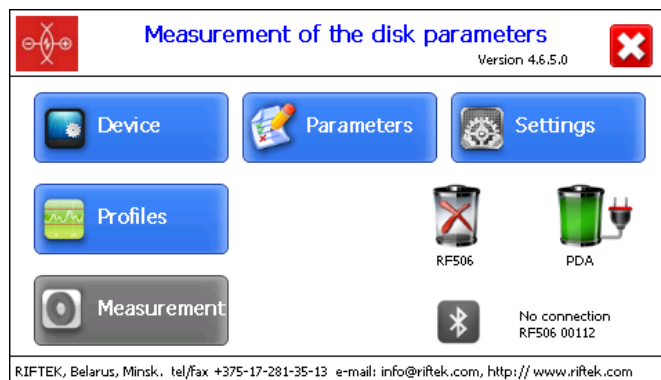 Measurement of the disk parameters
Version 4.6.5.0
Device
Parameters
Settings
Profiles
RF506
PDA
Measurement
No connection
RF506 00112
RIFTEK, Belarus, Minsk. tel/fax +375-17-281-35-13 e-mail: info@riftek.com, http:// www.riftek.com